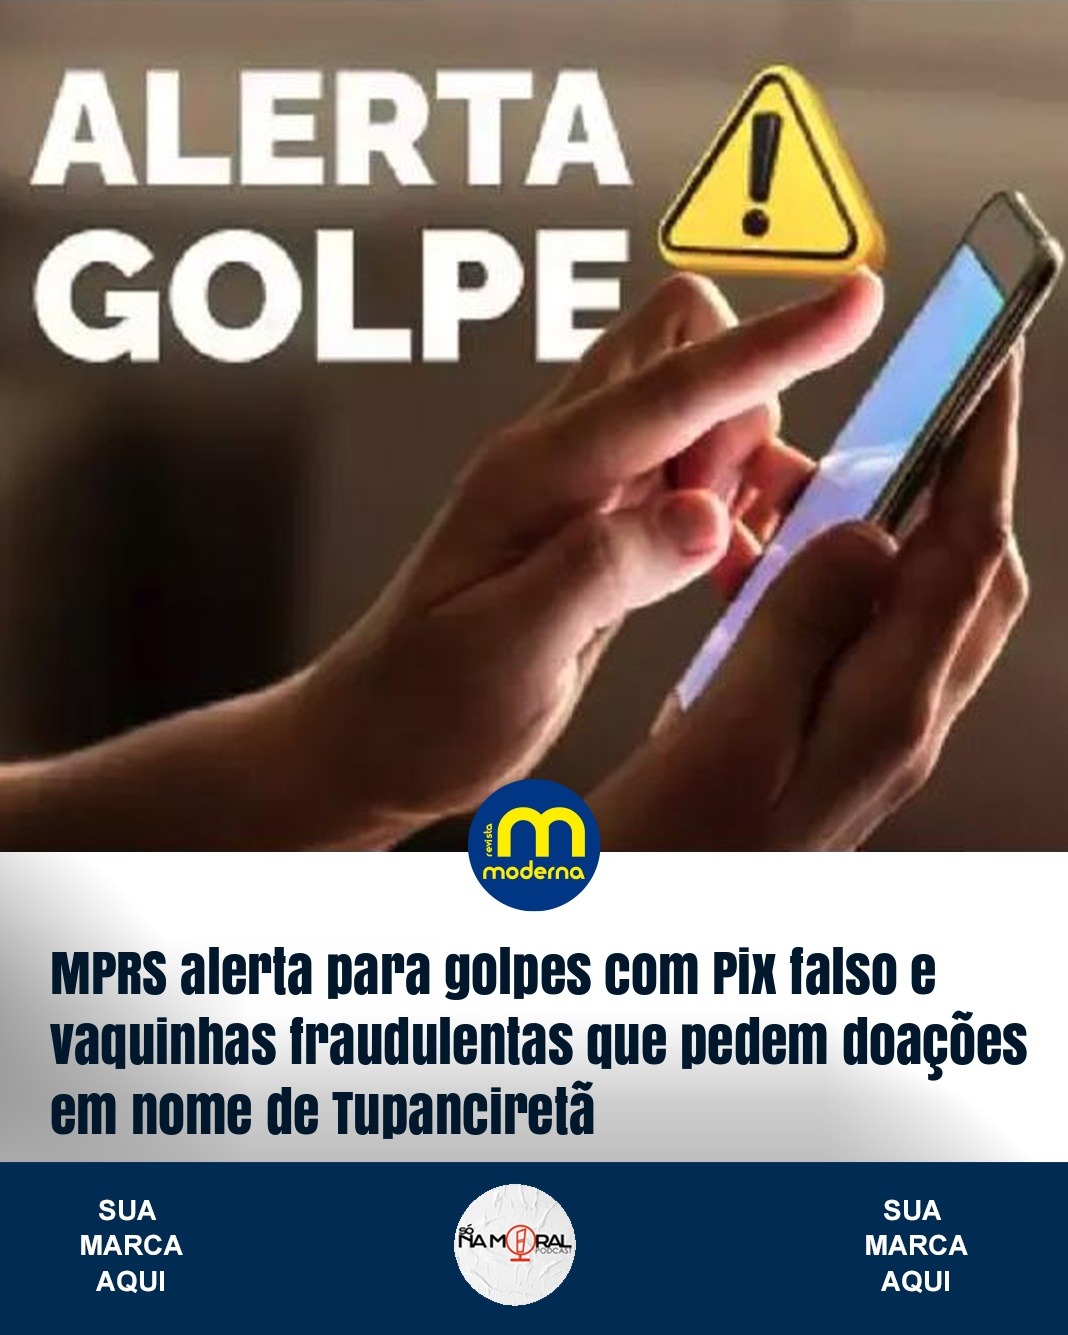 ALERTA
GOLPE
revista
moderna
MPRS alerta para golpes com Pix falso e
vaquinhas fraudulentas que pedem doações
em nome de Tupanciretã
SUA
MARCA
AQUI
SÓ
NA MORAL
PODCAST
SUA
MARCA
AQUI